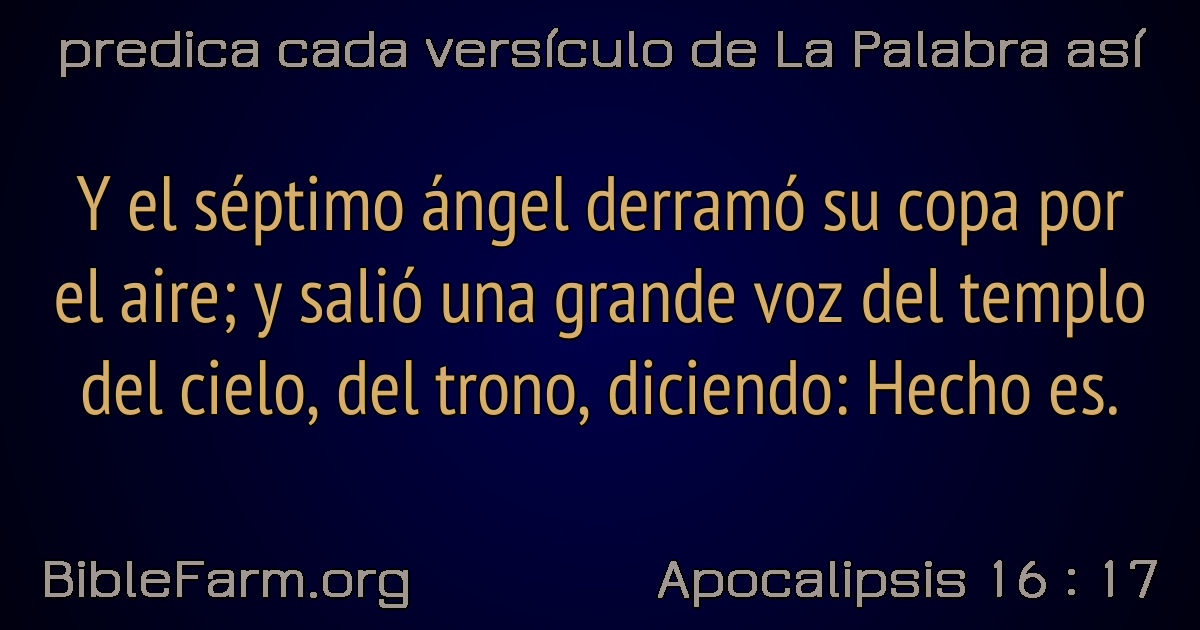 predica cada versículo de La Palabra así
Y el séptimo ángel derramó su copa por
el aire; y salió una grande voz del templo
del cielo, del trono, diciendo: Hecho es.
BibleFarm.org
Apocalipsis 16 : 17